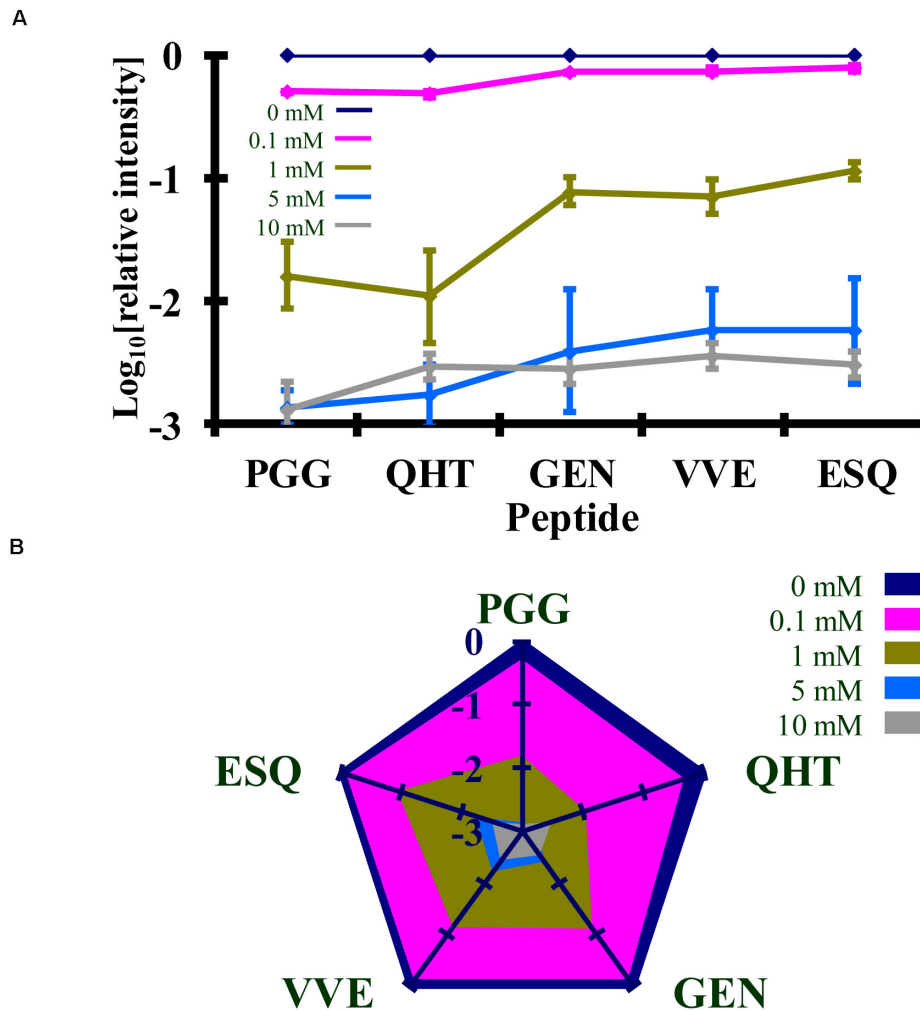 A
Log10[relative intensity]
0
-1
-2
-3
0 mM
0.1 mM
1 mM
5 mM
10 mM
PGG QHT GEN VVE ESQ
Peptide
B
0 mM
0.1 mM
1 mM
5 mM
10 mM
PGG
0
-1
-2
-3
ESQ
QHT
VVE
GEN